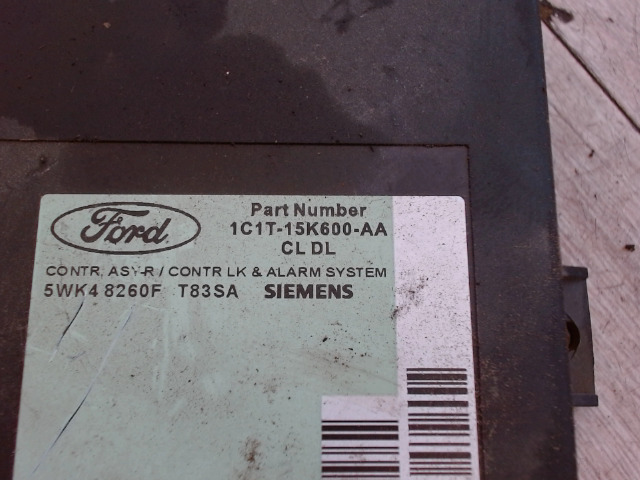 Ford
Part Number
1C1T-15K600-AA
CL DL
CONTR. ASY-R / CONTR LK & ALARM SYSTEM
5WK4 8260F T83SA SIEMENS